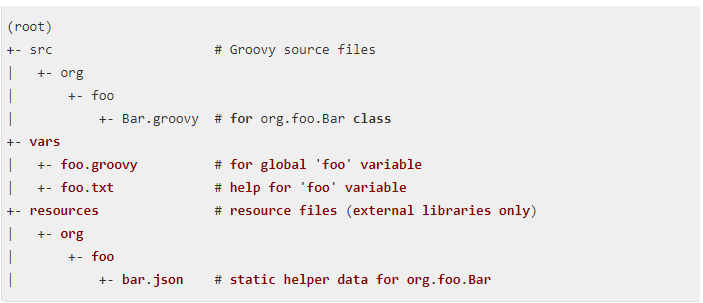 (root)
+- src                     # Groovy source files
|   +- org
|       +- foo
|           +- Bar.groovy  # for org.foo.Bar class
+- vars
|   +- foo.groovy          # for global 'foo' variable
|   +- foo.txt             # help for 'foo' variable
+- resources               # resource files (external libraries only)
|   +- org
|       +- foo
|           +- bar.json    # static helper data for org.foo.Bar